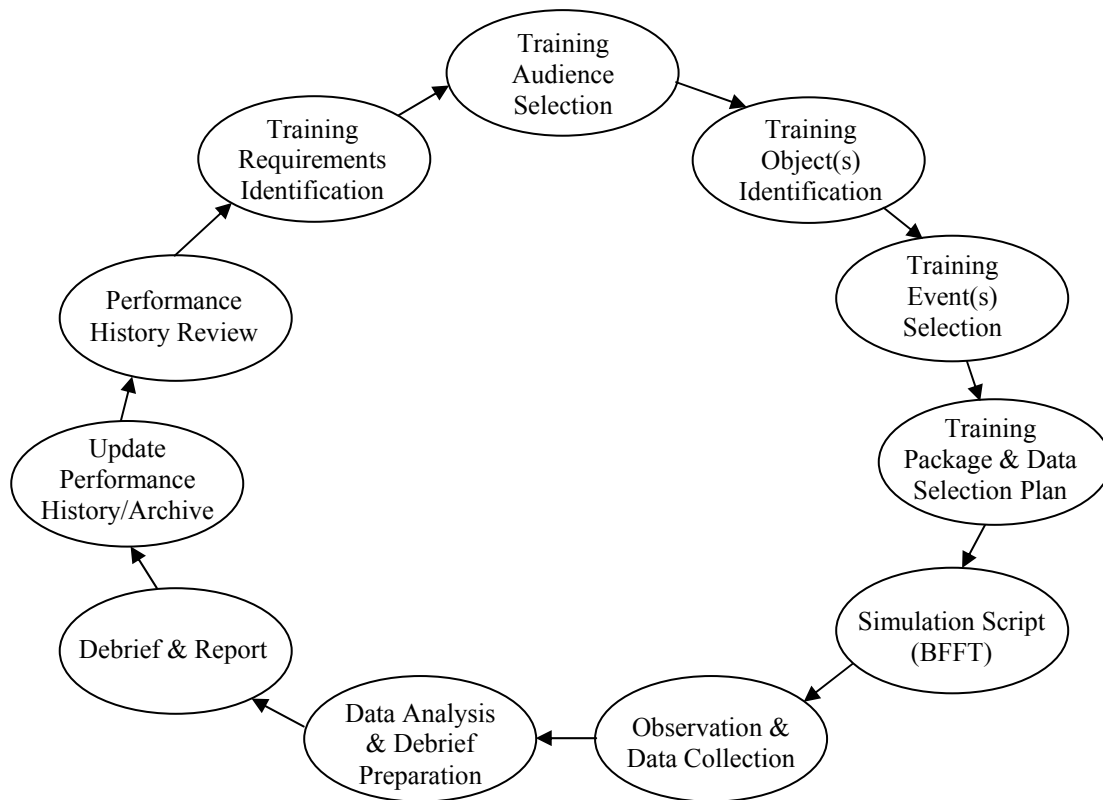 Training
Audience
Selection
Training
Object(s)
Identification
Training
Event(s)
Selection
Training
Package & Data
Selection Plan
Simulation Script
(BFFT)
Observation &
Data Collection
Data Analysis
& Debrief
Preparation
Debrief & Report
Update
Performance
History/Archive
Performance
History Review
Training
Requirements
Identification